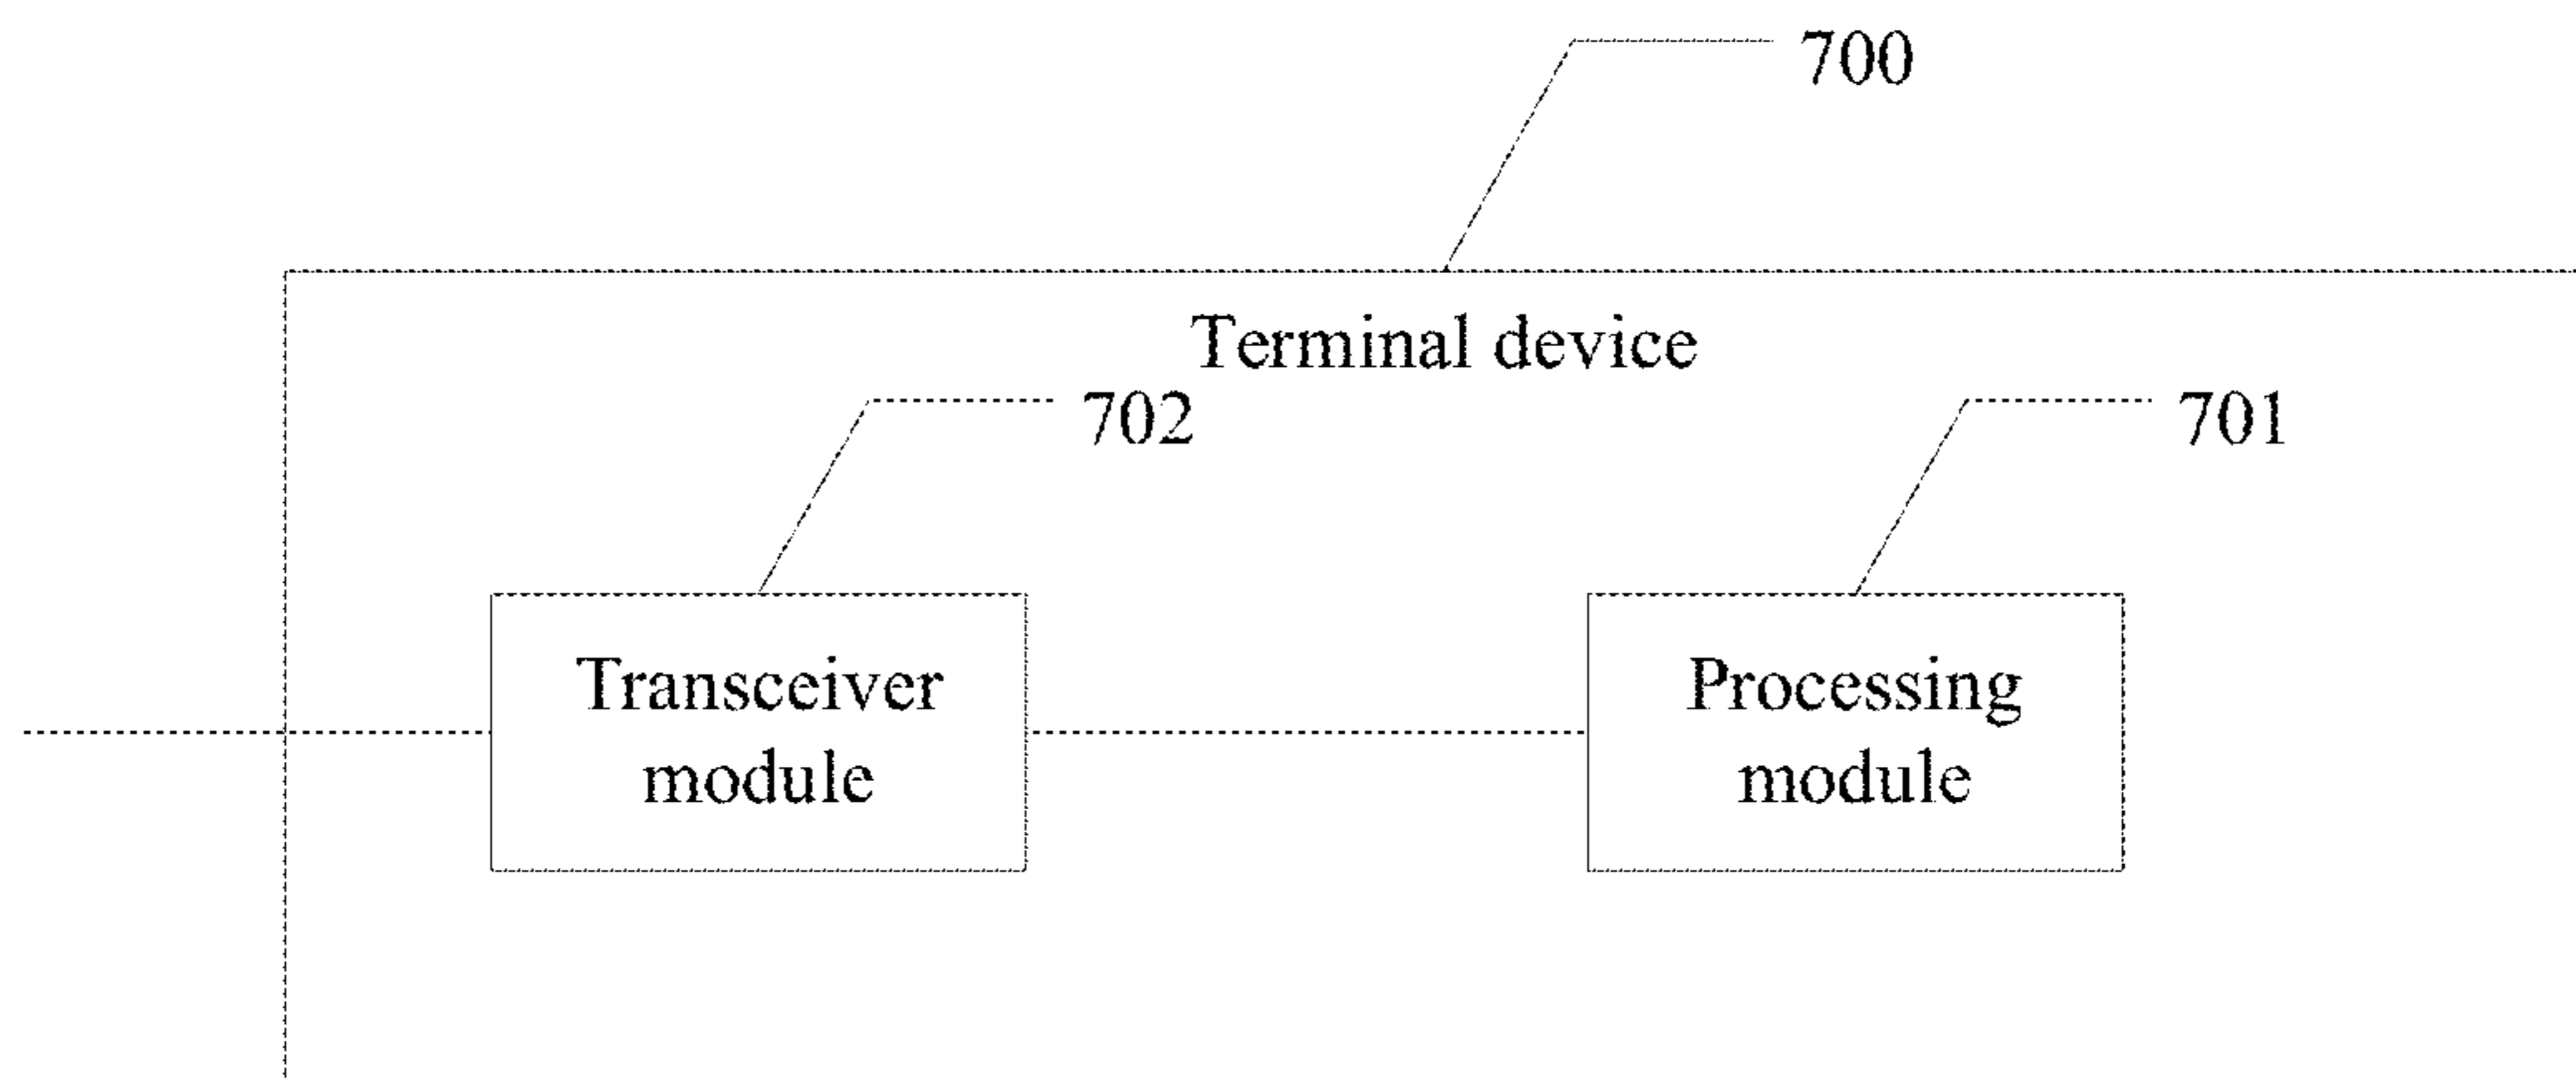 700
Terminal device
702
701
Transceiver
module
Processing
module